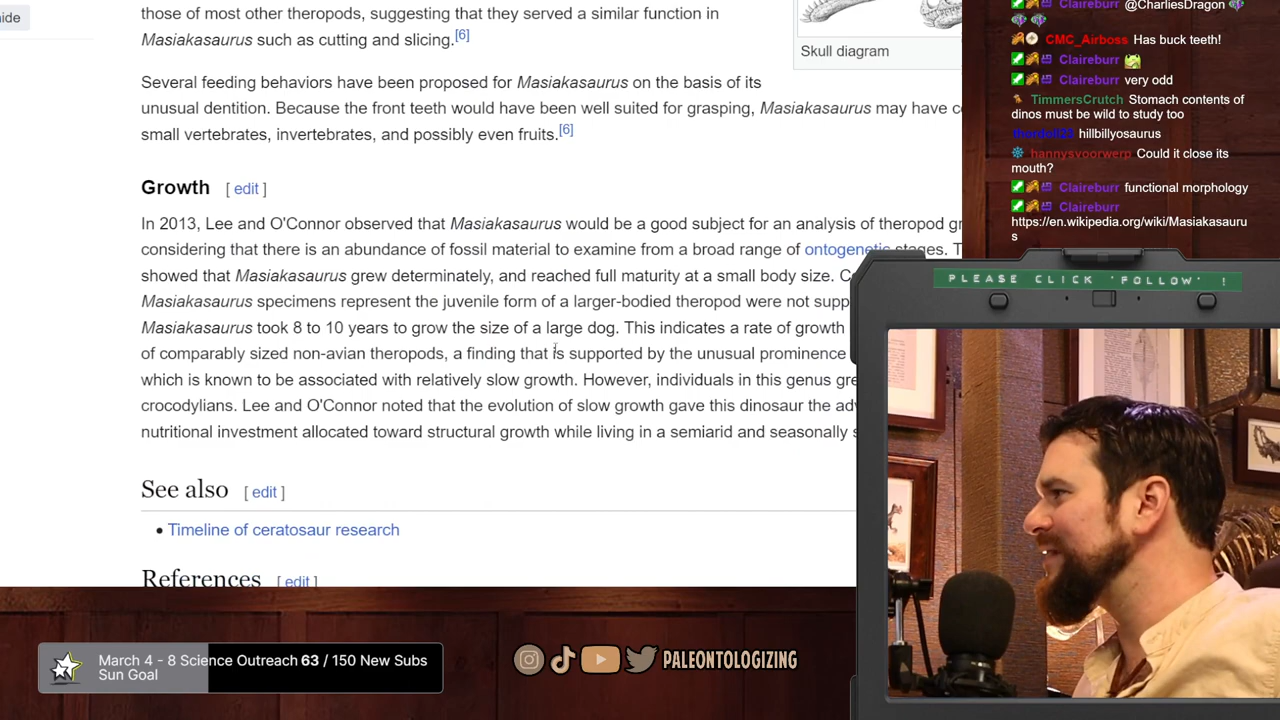 ide
those of most other theropods, suggesting that they served a similar function in
Masiakasaurus such as cutting and slicing.[6]
Skull diagram
Several feeding behaviors have been proposed for Masiakasaurus on the basis of its
unusual dentition. Because the front teeth would have been well suited for grasping, Masiakasaurus may have c
small vertebrates, invertebrates, and possibly even fruits.[6]
Growth [ edit ]
In 2013, Lee and O'Connor observed that Masiakasaurus would be a good subject for an analysis of theropod gr
considering that there is an abundance of fossil material to examine from a broad range of ontogenetic stages. T
showed that Masiakasaurus grew determinately, and reached full maturity at a small body size. C
Masiakasaurus specimens represent the juvenile form of a larger-bodied theropod were not supp
Masiakasaurus took 8 to 10 years to grow the size of a large dog. This indicates a rate of growth
of comparably sized non-avian theropods, a finding that is supported by the unusual prominence
which is known to be associated with relatively slow growth. However, individuals in this genus gre
crocodylians. Lee and O'Connor noted that the evolution of slow growth gave this dinosaur the adv
nutritional investment allocated toward structural growth while living in a semiarid and seasonally s
See also [ edit ]
• Timeline of ceratosaur research
References [ edit ]
Claireburr @CharliesDragon
CMC_Airboss Has buck teeth!
Claireburr
Claireburr very odd
TimmersCrutch Stomach contents of
dinos must be wild to study too
hillbillyosaurus
hannysvoorwerp Could it close its
mouth?
Claireburr functional morphology
Claireburr
https://en.wikipedia.org/wiki/Masiakasauru
s
PLEASE CLICK 'FOLLOW' !
March 4 - 8 Science Outreach 63 / 150 New Subs
Sun Goal
PALEONTOLOGIZING